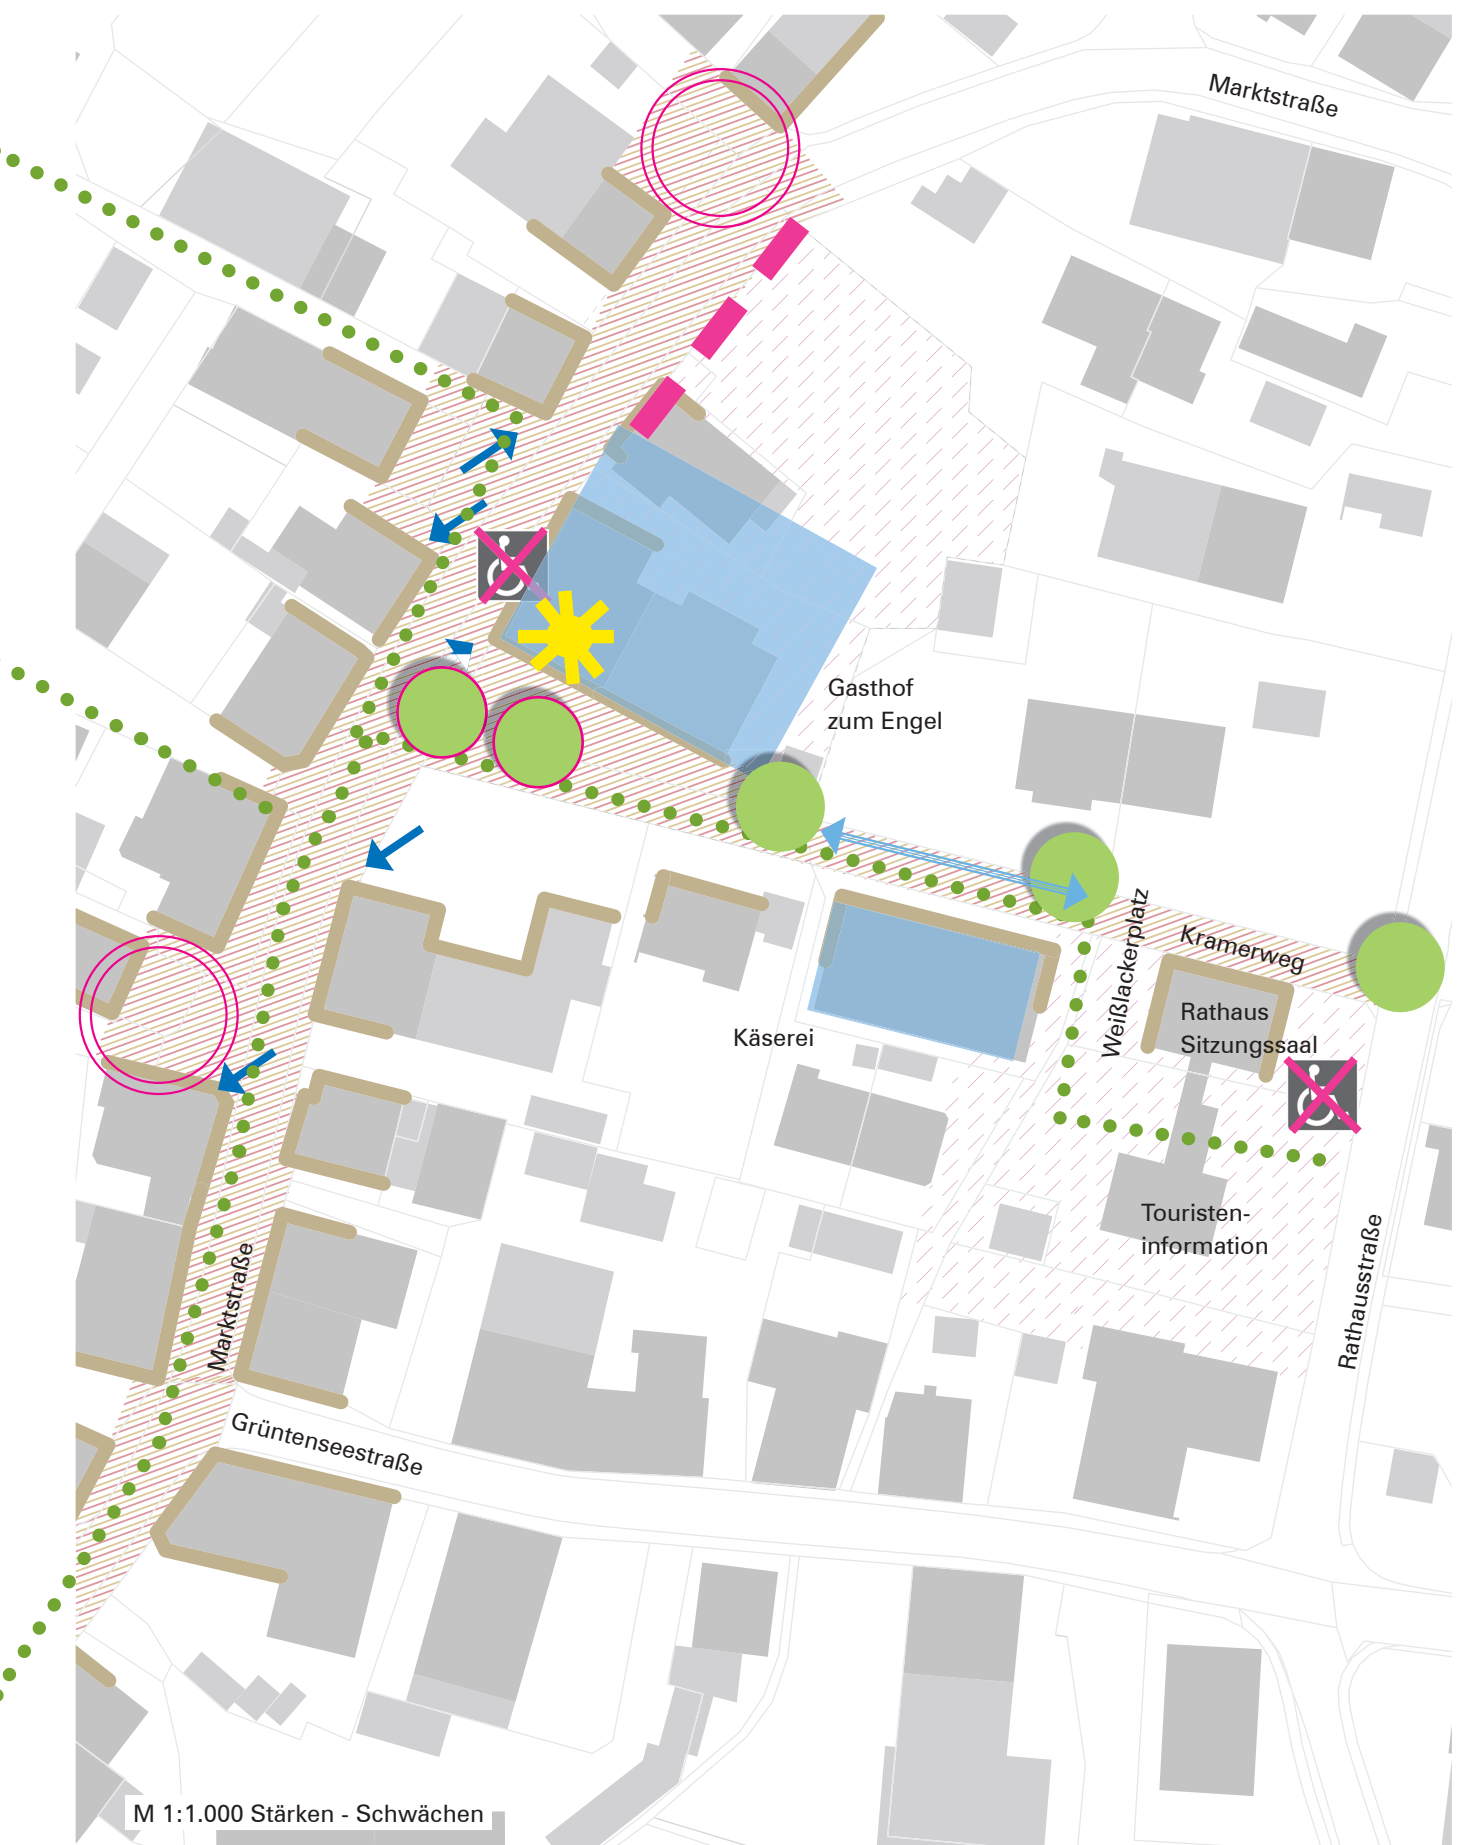 Marktstraße
Gasthof
zum Engel
Weißlackerplatz
Kramerweg
Rathaus
Sitzungssaal
Käserei
Touristen-
information
Rathausstraße
Marktstraße
Grüntenseestraße
M 1:1.000 Stärken - Schwächen